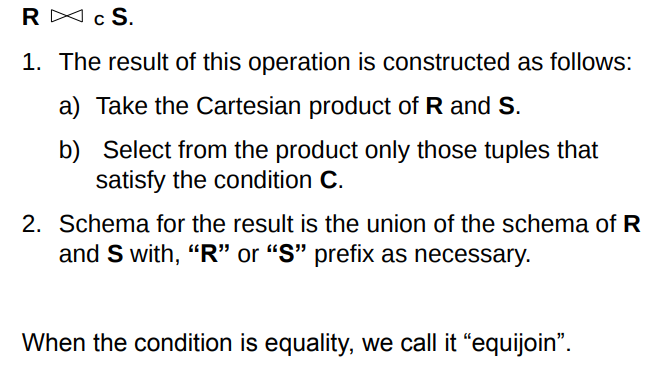 R ⋈ c S.
1. The result of this operation is constructed as follows:
a) Take the Cartesian product of R and S.
b) Select from the product only those tuples that
satisfy the condition C.
2. Schema for the result is the union of the schema of R
and S with, “R” or “S” prefix as necessary.
When the condition is equality, we call it “equijoin”.